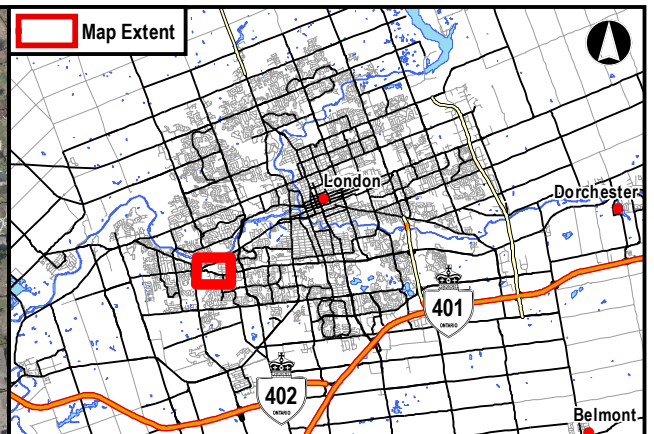 Map Extent
London
Dorchester
401
ONTARIO
402
ONTARIO
Belmont